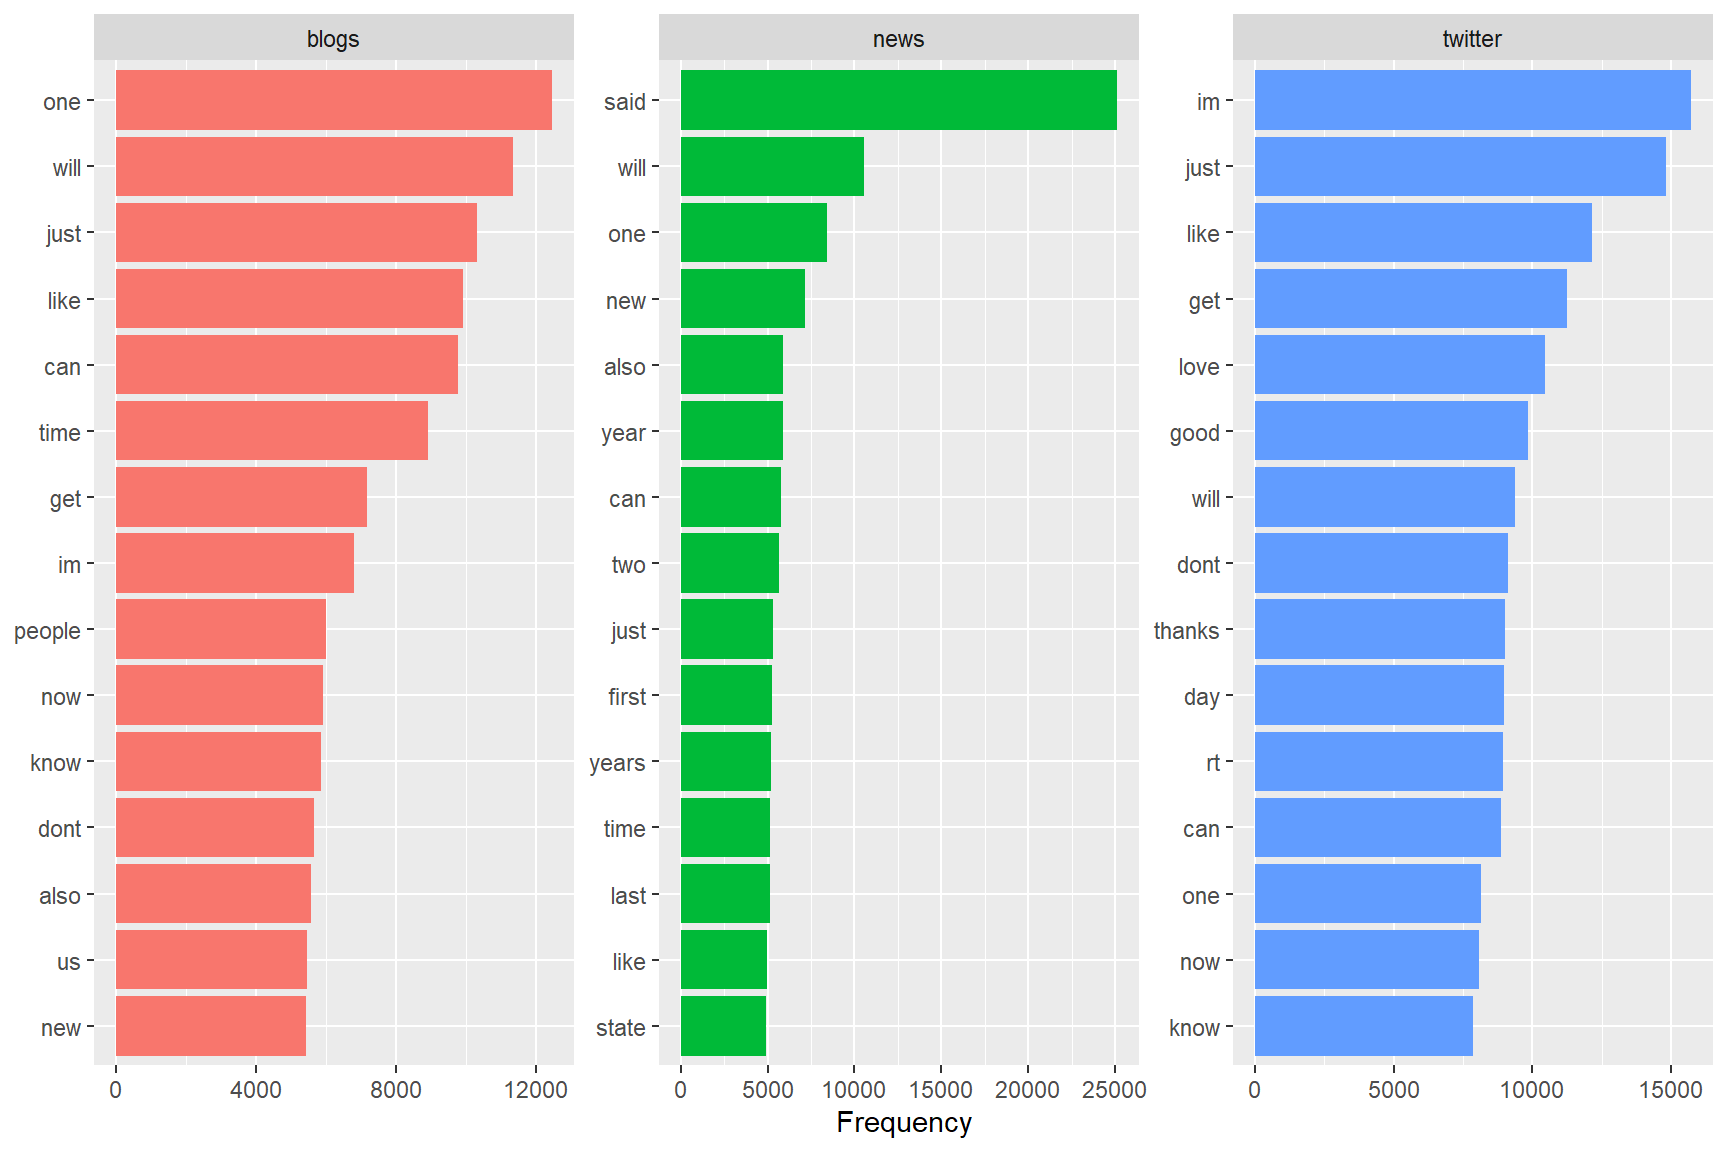 blogs
one
will
just
like
can
time
get
im
people
now
know
dont
also
us
new
0 4000 8000 12000
news
said
will
one
new
also
year
can
two
just
first
years
time
last
like
state
0 5000 10000 15000 20000 25000
twitter
im
just
like
get
love
good
will
dont
thanks
day
rt
can
one
now
know
0 5000 10000 15000
Frequency